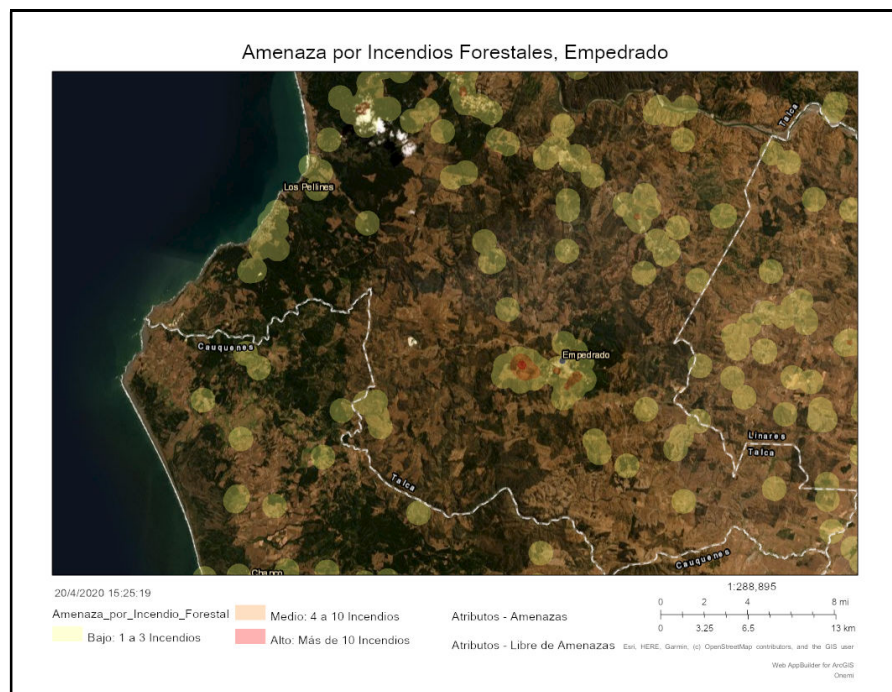 Amenaza por Incendios Forestales, Empedrado
Talca
Los Pellines
Cauquenes
Empedrado
Linares
Talca
Talca
Cauquenes
Chanco
20/4/2020 15:25:19
Amenaza_por_Incendio_Forestal
Bajo: 1 a 3 Incendios
Medio: 4 a 10 Incendios
Alto: Más de 10 Incendios
Atributos - Amenazas
Atributos - Libre de Amenazas
1:288,895
0 2 4 8 mi
0 3.25 6.5 13 km
Esri, HERE, Garmin, (c) OpenStreetMap contributors, and the GIS user
Web AppBuilder for ArcGIS
Onemi